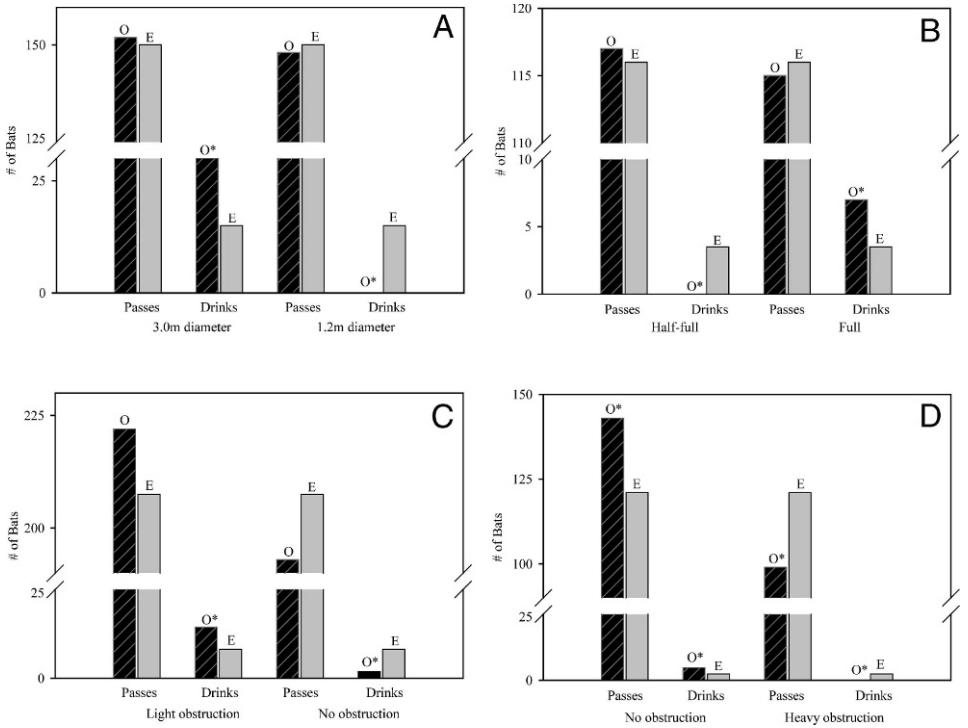 A
# of Bats
150
125
25
0
O E O E
O* E O* E
Passes Drinks Passes Drinks
3.0m diameter 1.2m diameter
B
# of Bats
120
115
110
10
5
0
O E O E
O* E O* E
Passes Drinks Passes Drinks
Half-full Full
C
# of Bats
225
200
25
0
O E O E
O* E O* E
Passes Drinks Passes Drinks
Light obstruction No obstruction
D
# of Bats
150
125
100
25
0
O* E O* E
O* E O* E
Passes Drinks Passes Drinks
No obstruction Heavy obstruction